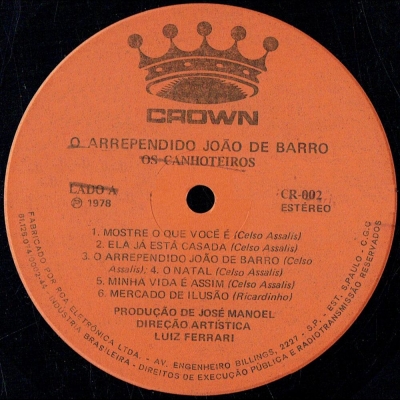 CROWN
O ARREPENDIDO JOÃO DE BARRO
OS CANHOTEIROS
LADO A
℗ 1978
CR-002
ESTÉREO
1. MOSTRE O QUE VOCÊ É (Celso Assalis)
2. ELA JÁ ESTÁ CASADA (Celso Assalis)
3. O ARREPENDIDO JOÃO DE BARRO (Celso
Assalis); 4. O NATAL (Celso Assalis)
5. MINHA VIDA É ASSIM (Celso Assalis)
6. MERCADO DE ILUSÃO (Ricardinho)
PRODUÇÃO DE JOSÉ MANOEL
DIREÇÃO ARTÍSTICA
LUIZ FERRARI
FABRICADO POR RCA ELETRÔNICA LTDA. - AV. ENGENHEIRO BILLINGS, 2227 - S.P. - EST. S.PAULO - C.G.C.
INDÚSTRIA BRASILEIRA - DIREITOS DE EXECUÇÃO PÚBLICA E RADIOTRANSMISSÃO RESERVADOS